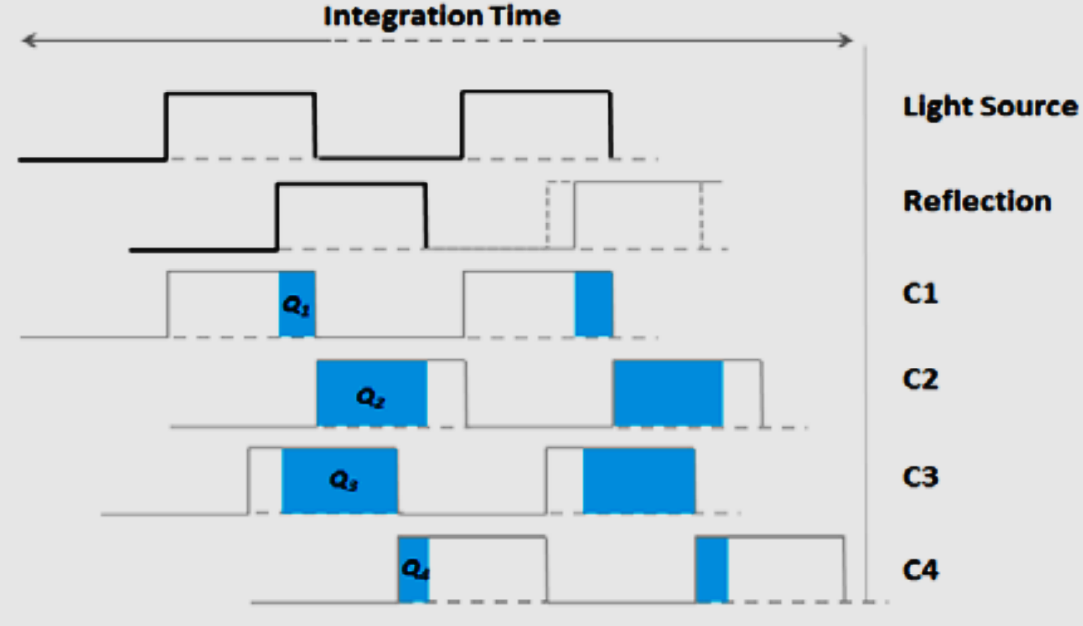 Integration Time
Light Source
Reflection
Q₁ C1
Q₂ C2
Q₃ C3
Q₄ C4